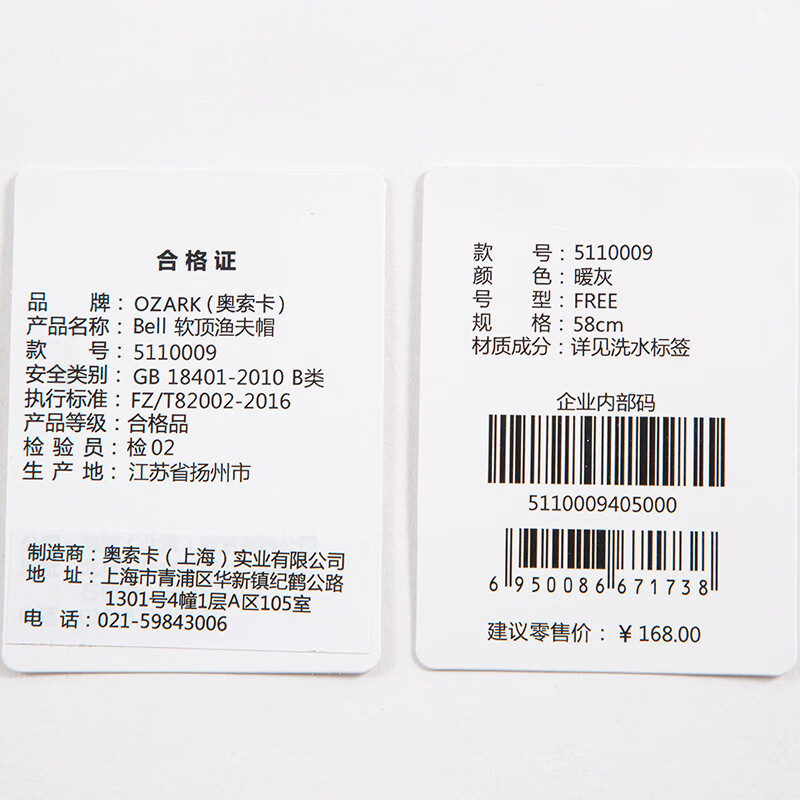 合格证
品 牌：OZARK（奥索卡）
产品名称：Bell 软顶渔夫帽
款 号：5110009
安全类别：GB 18401-2010 B类
执行标准：FZ/T82002-2016
产品等级：合格品
检 验 员：检02
生 产 地：江苏省扬州市
制造商：奥索卡（上海）实业有限公司
地 址：上海市青浦区华新镇纪鹤公路
1301号4幢1层A区105室
电 话：021-59843006
款 号：5110009
颜 色：暖灰
号 型：FREE
规 格：58cm
材质成分：详见洗水标签
企业内部码
5110009405000
6 950086 671738
建议零售价：￥168.00